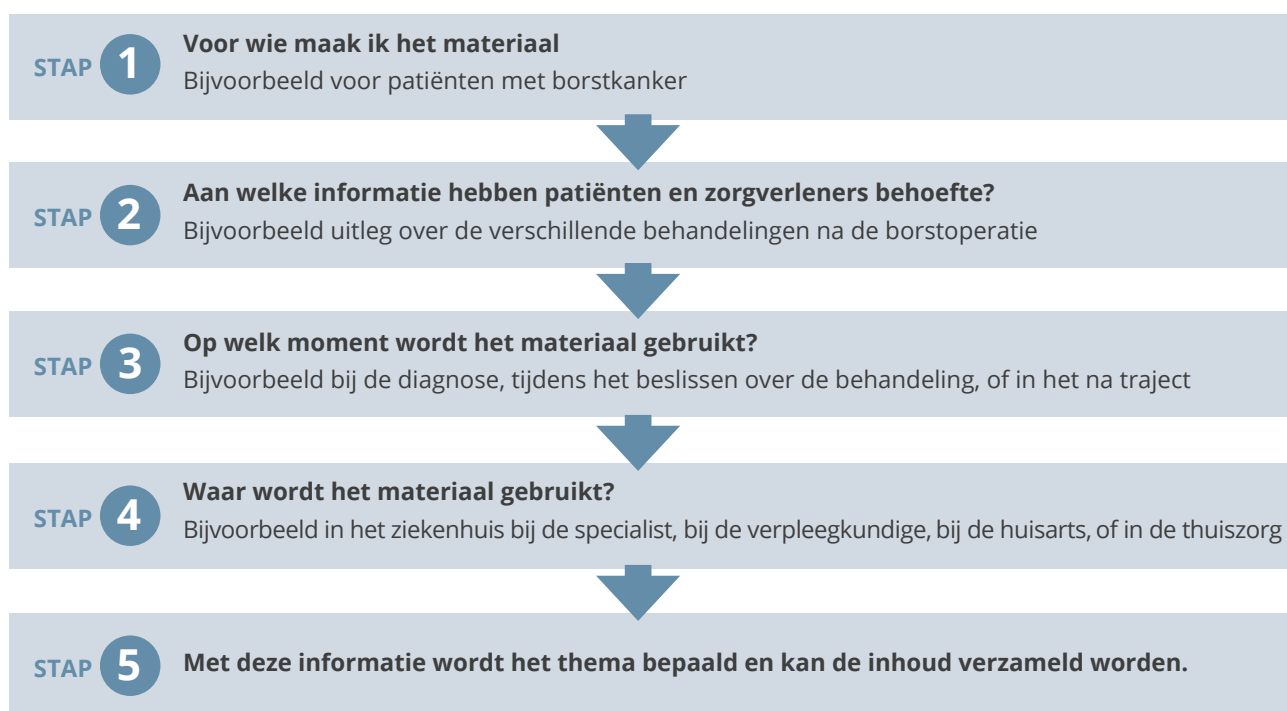 STAP 1
Voor wie maak ik het materiaal
Bijvoorbeeld voor patiënten met borstkanker
STAP 2
Aan welke informatie hebben patiënten en zorgverleners behoefte?
Bijvoorbeeld uitleg over de verschillende behandelingen na de borstoperatie
STAP 3
Op welk moment wordt het materiaal gebruikt?
Bijvoorbeeld bij de diagnose, tijdens het beslissen over de behandeling, of in het na traject
STAP 4
Waar wordt het materiaal gebruikt?
Bijvoorbeeld in het ziekenhuis bij de specialist, bij de verpleegkundige, bij de huisarts, of in de thuiszorg
STAP 5
Met deze informatie wordt het thema bepaald en kan de inhoud verzameld worden.